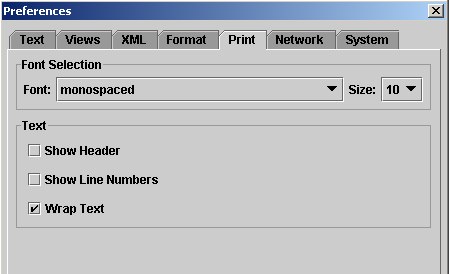 Preferences
Text Views XML Format Print Network System
Font Selection
Font: monospaced Size: 10
Text
Show Header
Show Line Numbers
Wrap Text